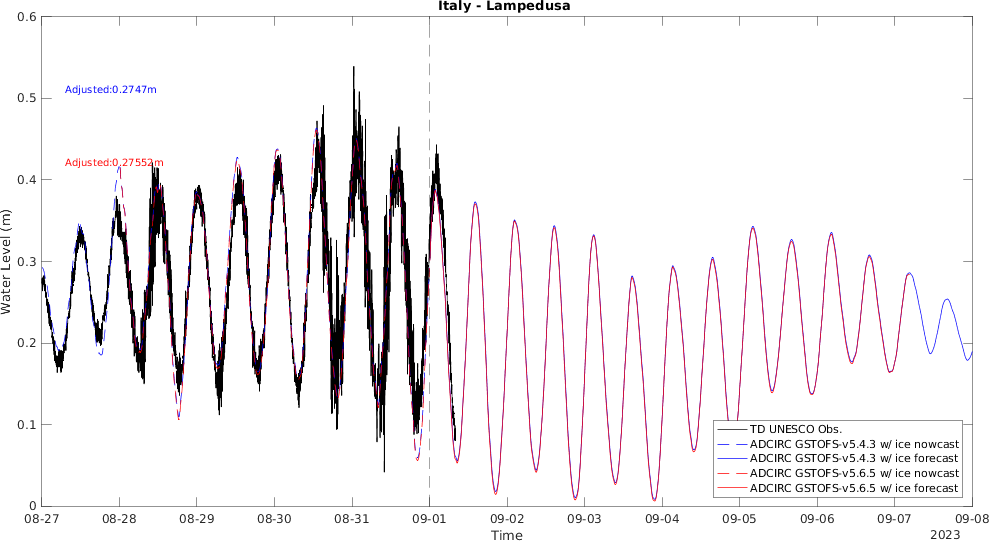 Italy - Lampedusa
0.6
0.5
0.4
0.3
0.2
0.1
0
Water Level (m)
Adjusted:0.2747m
Adjusted:0.27552m
TD UNESCO Obs.
ADCIRC GSTOFS-v5.4.3 w/ ice nowcast
ADCIRC GSTOFS-v5.4.3 w/ ice forecast
ADCIRC GSTOFS-v5.6.5 w/ ice nowcast
ADCIRC GSTOFS-v5.6.5 w/ ice forecast
08-27 08-28 08-29 08-30 08-31 09-01 09-02 09-03 09-04 09-05 09-06 09-07 09-08
Time
2023